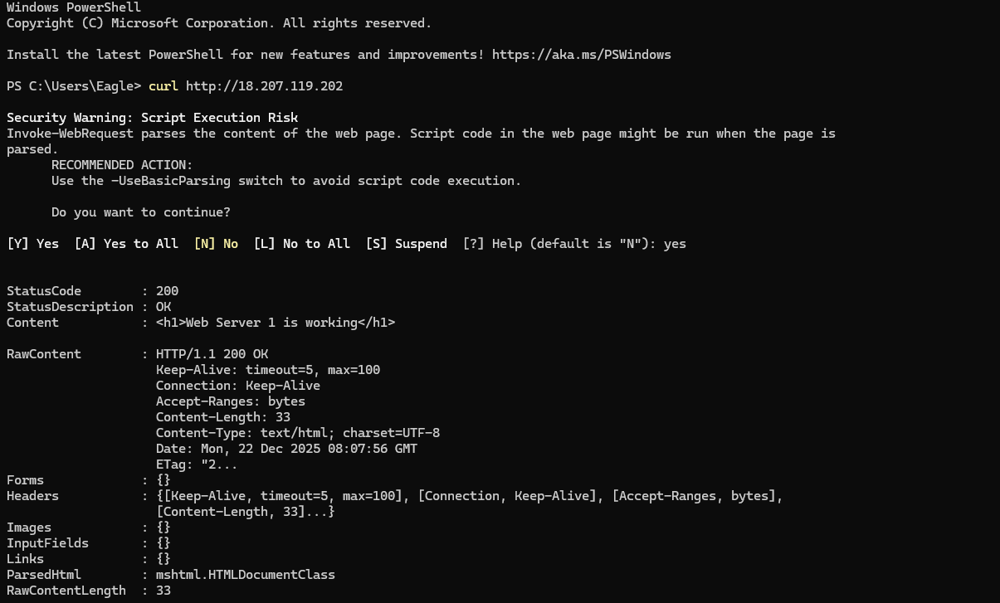 Windows PowerShell
Copyright (C) Microsoft Corporation. All rights reserved.
Install the latest PowerShell for new features and improvements! https://aka.ms/PSWindows
PS C:\Users\Eagle> curl http://18.207.119.202
Security Warning: Script Execution Risk
Invoke-WebRequest parses the content of the web page. Script code in the web page might be run when the page is
parsed.
      RECOMMENDED ACTION:
      Use the -UseBasicParsing switch to avoid script code execution.
      Do you want to continue?
[Y] Yes  [A] Yes to All  [N] No  [L] No to All  [S] Suspend  [?] Help (default is "N"): yes
StatusCode        : 200
StatusDescription : OK
Content           : <h1>Web Server 1 is working</h1>
RawContent        : HTTP/1.1 200 OK
                    Keep-Alive: timeout=5, max=100
                    Connection: Keep-Alive
                    Accept-Ranges: bytes
                    Content-Length: 33
                    Content-Type: text/html; charset=UTF-8
                    Date: Mon, 22 Dec 2025 08:07:56 GMT
                    ETag: "2...
Forms             : {}
Headers           : {[Keep-Alive, timeout=5, max=100], [Connection, Keep-Alive], [Accept-Ranges, bytes],
                    [Content-Length, 33]...}
Images            : {}
InputFields       : {}
Links             : {}
ParsedHtml        : mshtml.HTMLDocumentClass
RawContentLength  : 33